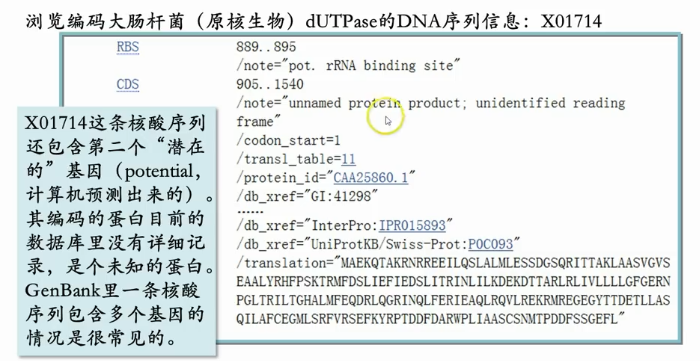 浏览编码大肠杆菌（原核生物）dUTPase的DNA序列信息：X01714
RBS 889..895
/note="pot. rRNA binding site"
CDS 905..1540
/note="unnamed protein product; unidentified reading
frame"
/codon_start=1
/transl_table=11
/protein_id="CAA25860.1"
/db_xref="GI:41298"
……
/db_xref="InterPro:IPR015893"
/db_xref="UniProtKB/Swiss-Prot:P0C093"
/translation="MAEKQTAKRNRREEILQSLALMLESSDGSQRITTAKLAASVGVS
EAALYRHFPSKTRMFDSLIEFIEDSLITRINLILKDEKDTTARLRLIVLLLLGFGERN
PGLTRILTGHALMFEQDRLQGRINQLFERIEAQLRQVLREKRMREGEGYTTDETLLAS
QILAFCEGMLSRFVRSEFKYRPTDDFDARWPLIAASCSNMTPDDFSSGEFL"
X01714这条核酸序列
还包含第二个“潜在
的”基因（potential，
计算机预测出来的）。
其编码的蛋白目前的
数据库里没有详细记
录，是个未知的蛋白。
GenBank里一条核酸
序列包含多个基因的
情况是很常见的。